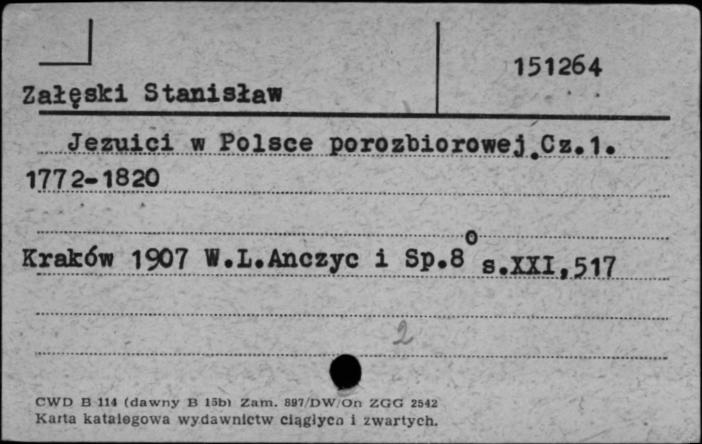 151264
Załęski Stanisław
Jezuici w Polsce porozbiorowej.Cz.1.
1772-1820
Kraków 1907 W.L.Anczyc i Sp.8⁰ s.XXI,517
2
CWD B 114 (dawny B 15b) Zam. 897/DW/On ZGG 2542
Karta katalogowa wydawnictw ciągłych i zwartych.